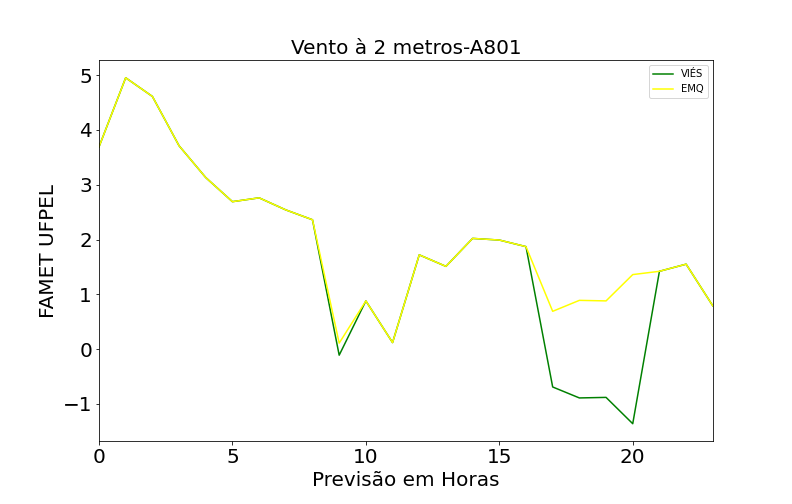 Vento à 2 metros-A801
VIÉS
EMQ
FAMET UFPEL
5
4
3
2
1
0
−1
0 5 10 15 20
Previsão em Horas